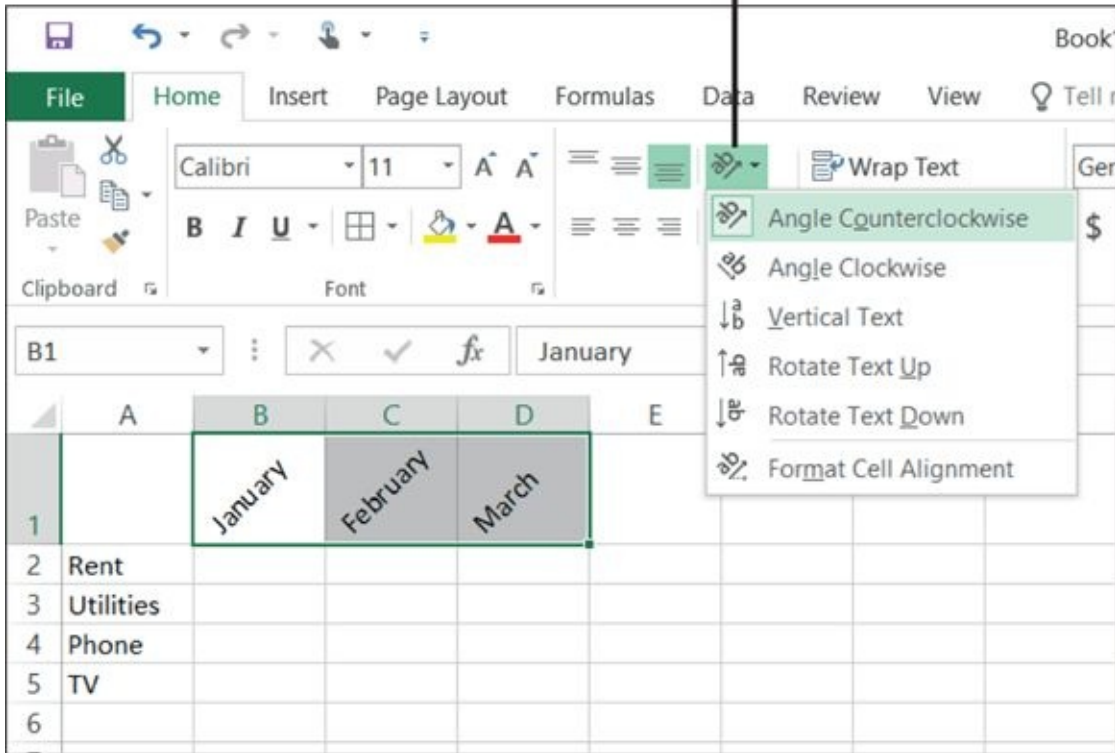 Book1
File Home Insert Page Layout Formulas Data Review View Tell
Calibri 11 A A Wrap Text
Paste B I U A $
Clipboard Font
Angle Counterclockwise
Angle Clockwise
Vertical Text
Rotate Text Up
Rotate Text Down
Format Cell Alignment
B1 fx January
A B C D E
1 January February March
2 Rent
3 Utilities
4 Phone
5 TV
6